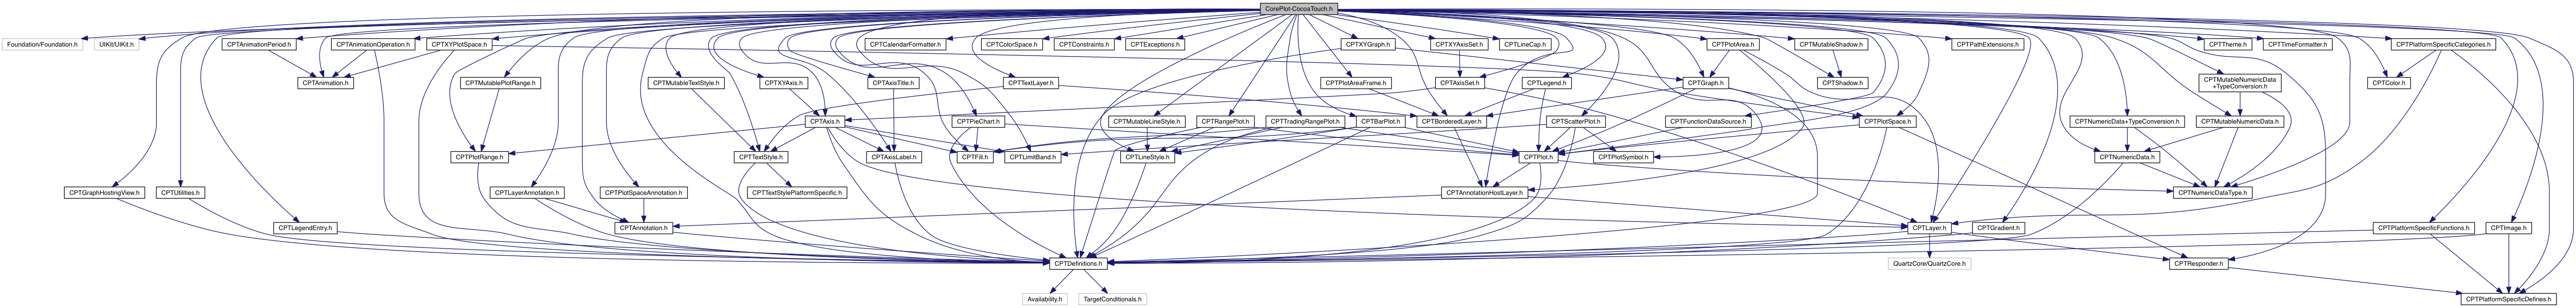 CorePlot-CocoaTouch.h
Foundation/Foundation.h
UIKit/UIKit.h
CPTAnimationPeriod.h
CPTAnimationOperation.h
CPTXYPlotSpace.h
CPTCalendarFormatter.h
CPTColorSpace.h
CPTConstraints.h
CPTExceptions.h
CPTXYGraph.h
CPTXYAxisSet.h
CPTLineCap.h
CPTPlotArea.h
CPTMutableShadow.h
CPTPathExtensions.h
CPTTheme.h
CPTTimeFormatter.h
CPTPlatformSpecificCategories.h
CPTAnimation.h
CPTMutablePlotRange.h
CPTMutableTextStyle.h
CPTXYAxis.h
CPTAxisTitle.h
CPTTextLayer.h
CPTPlotAreaFrame.h
CPTAxisSet.h
CPTLegend.h
CPTGraph.h
CPTShadow.h
CPTMutableNumericData
+TypeConversion.h
CPTColor.h
CPTAxis.h
CPTPieChart.h
CPTMutableLineStyle.h
CPTRangePlot.h
CPTTradingRangePlot.h
CPTBarPlot.h
CPTBorderedLayer.h
CPTScatterPlot.h
CPTFunctionDataSource.h
CPTPlotSpace.h
CPTNumericData+TypeConversion.h
CPTMutableNumericData.h
CPTPlotRange.h
CPTTextStyle.h
CPTAxisLabel.h
CPTFill.h
CPTLimitBand.h
CPTLineStyle.h
CPTPlot.h
CPTPlotSymbol.h
CPTNumericData.h
CPTGraphHostingView.h
CPTUtilities.h
CPTLayerAnnotation.h
CPTPlotSpaceAnnotation.h
CPTTextStylePlatformSpecific.h
CPTAnnotationHostLayer.h
CPTNumericDataType.h
CPTLegendEntry.h
CPTAnnotation.h
CPTLayer.h
CPTGradient.h
CPTPlatformSpecificFunctions.h
CPTImage.h
CPTDefinitions.h
QuartzCore/QuartzCore.h
CPTResponder.h
Availability.h
TargetConditionals.h
CPTPlatformSpecificDefines.h